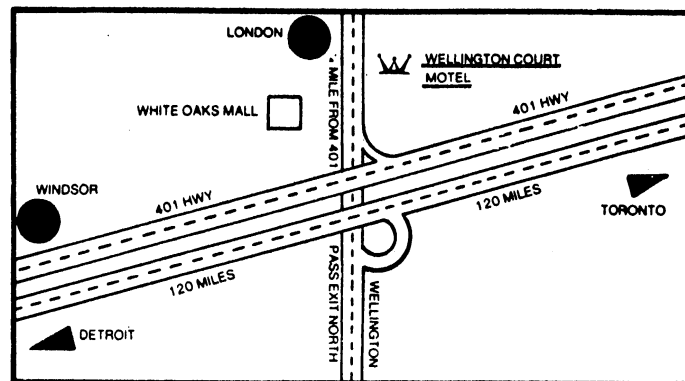 LONDON
WELLINGTON COURT
MOTEL
MILE FROM 401
WHITE OAKS MALL
401 HWY
WINDSOR
401 HWY
TORONTO
120 MILES
120 MILES
PASS EXIT NORTH
WELLINGTON
DETROIT